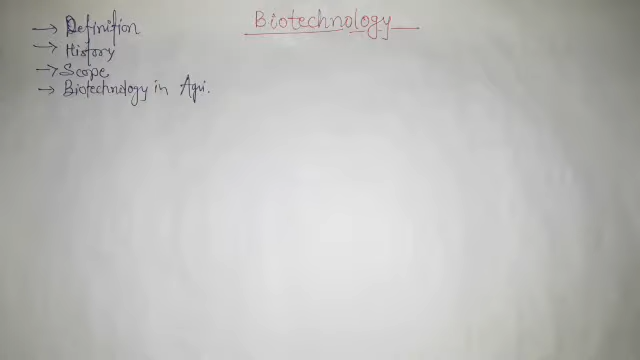 Biotechnology
→ Definition
→ History
→ Scope
→ Biotechnology in Agri.